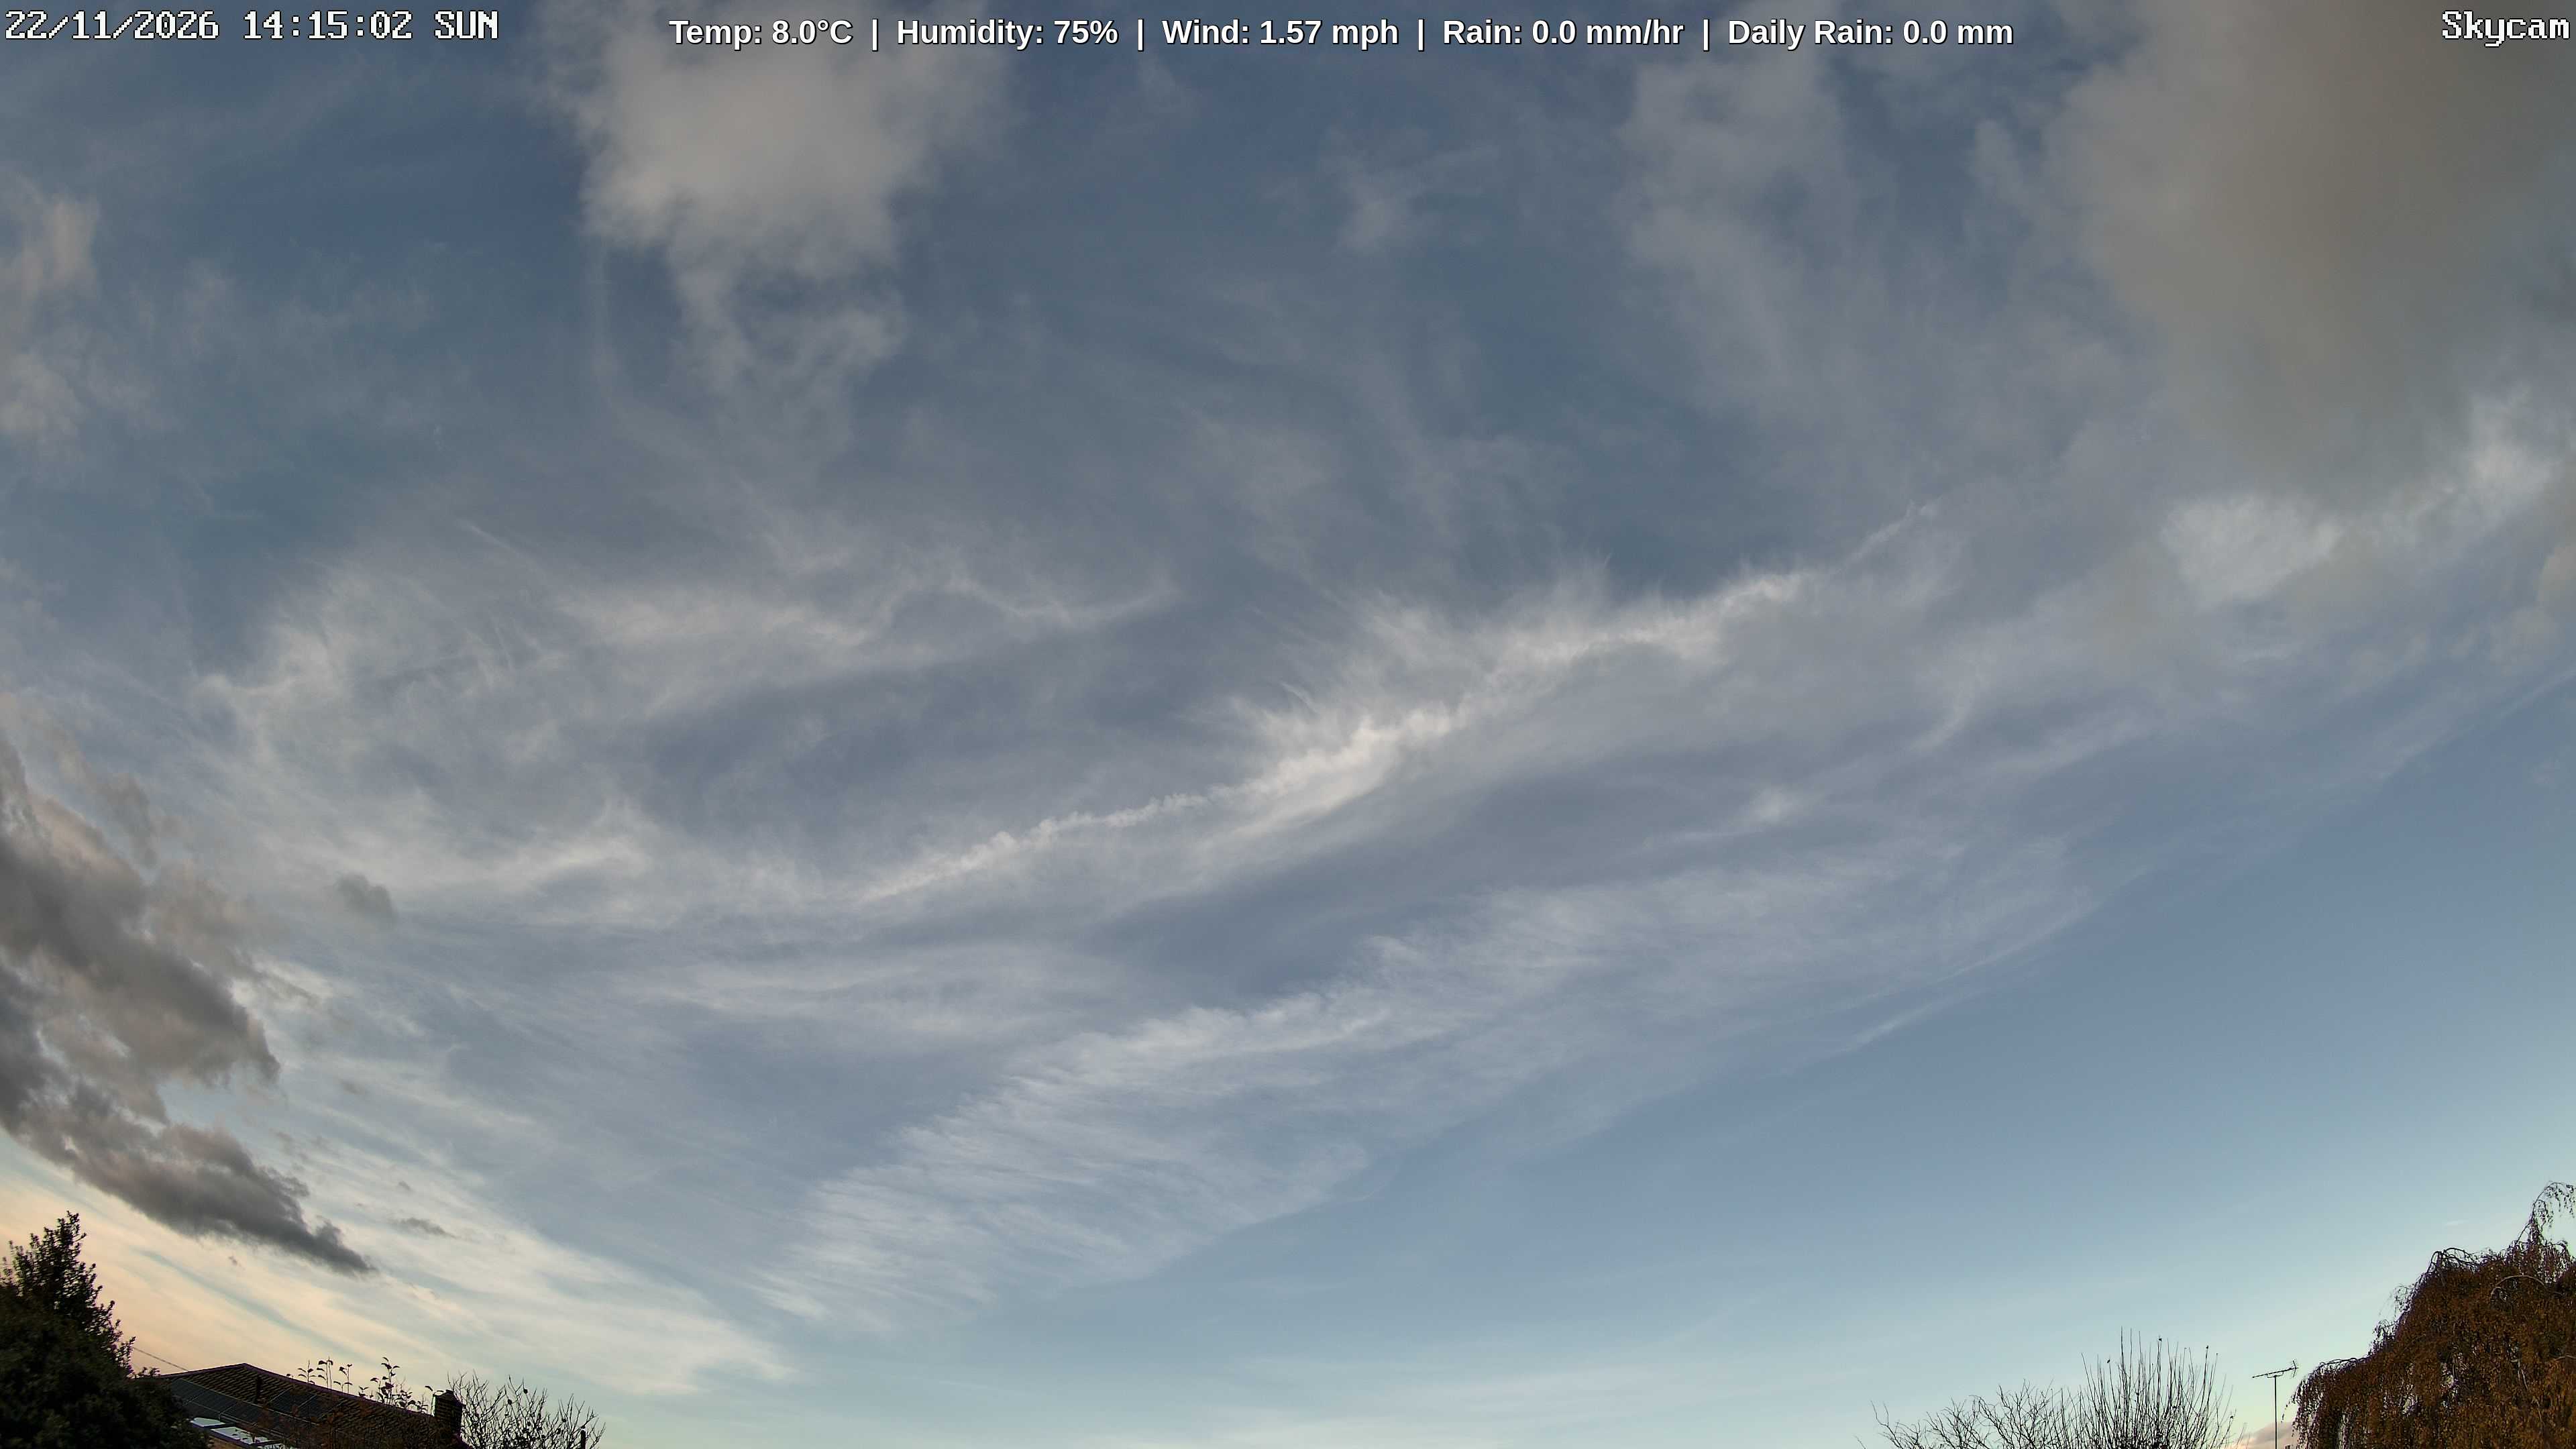 22/11/2026 14:15:02 SUN
Temp: 8.0°C | Humidity: 75% | Wind: 1.57 mph | Rain: 0.0 mm/hr | Daily Rain: 0.0 mm
Skycam